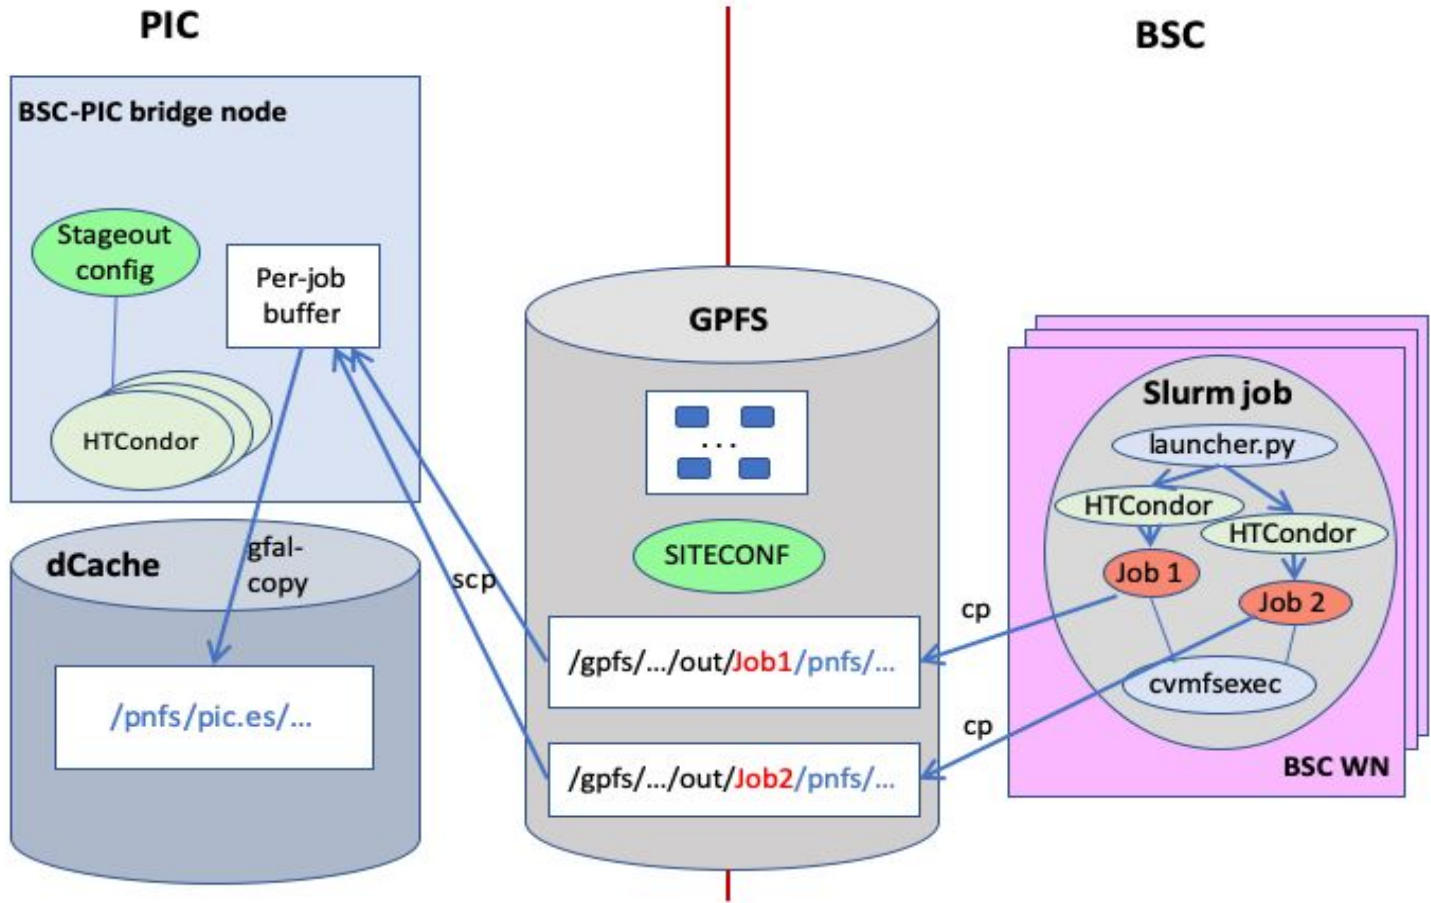 PIC
BSC
BSC-PIC bridge node
Stageout
config
Per-job
buffer
HTCondor
dCache
gfal-
copy
/pnfs/pic.es/...
scp
GPFS
...
SITECONF
/gpfs/.../out/Job1/pnfs/...
/gpfs/.../out/Job2/pnfs/...
cp
cp
Slurm job
launcher.py
HTCondor
HTCondor
Job 1
Job 2
cvmfsexec
BSC WN